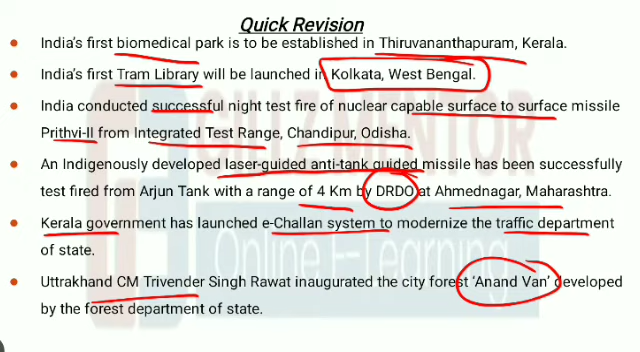 Quick Revision
• India's first biomedical park is to be established in Thiruvananthapuram, Kerala.
• India's first Tram Library will be launched in Kolkata, West Bengal.
• India conducted successful night test fire of nuclear capable surface to surface missile
Prithvi-II from Integrated Test Range, Chandipur, Odisha.
• An Indigenously developed laser-guided anti-tank guided missile has been successfully
test fired from Arjun Tank with a range of 4 Km by DRDO at Ahmednagar, Maharashtra.
• Kerala government has launched e-Challan system to modernize the traffic department
of state.
• Uttrakhand CM Trivender Singh Rawat inaugurated the city forest 'Anand Van' developed
by the forest department of state.
MENTOR
Online E-Learning